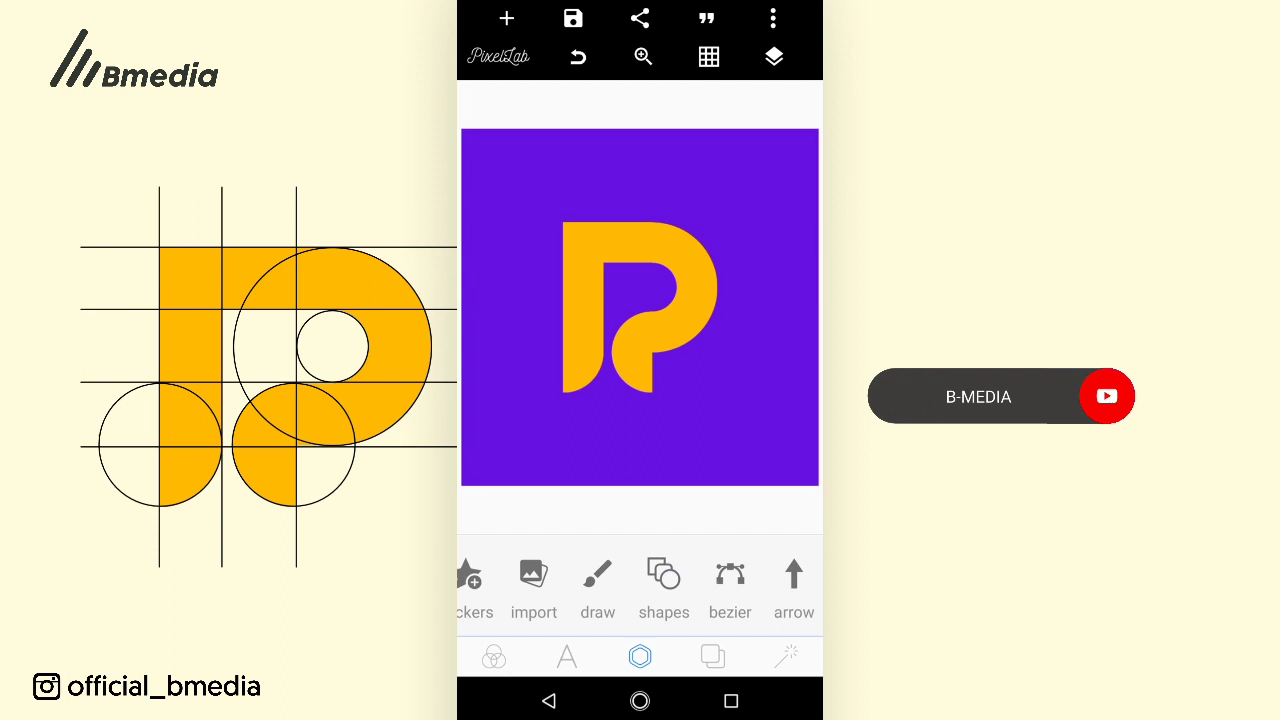 Bmedia
PixelLab
B-MEDIA
ckers import draw shapes bezier arrow
official_bmedia